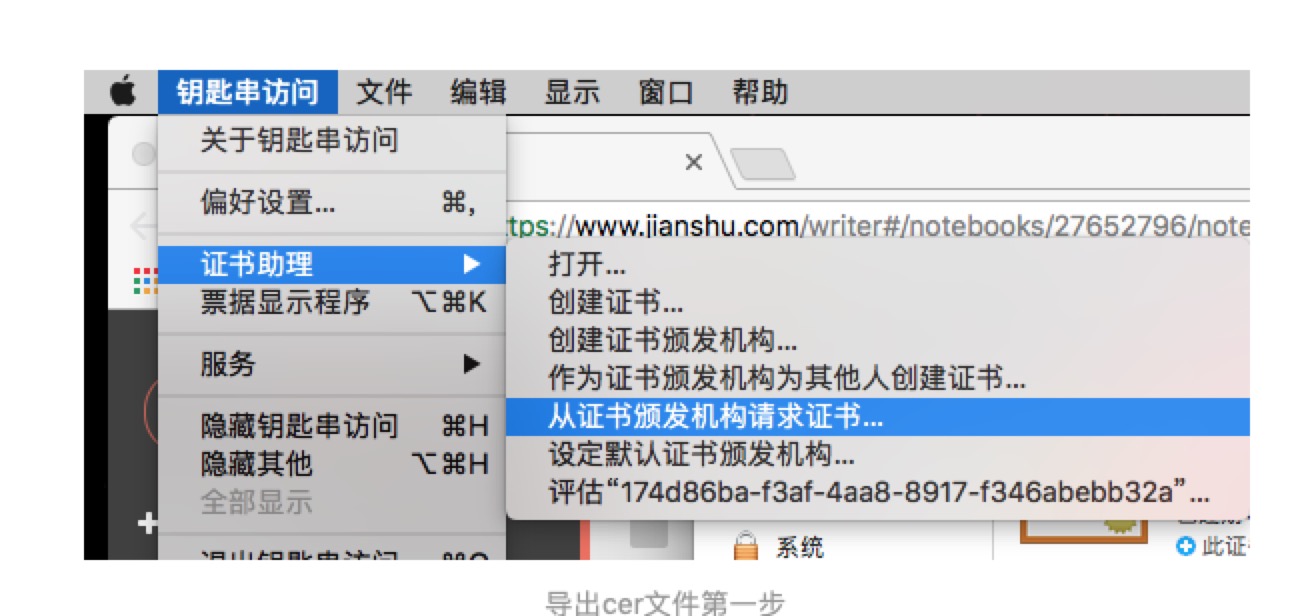 钥匙串访问 文件 编辑 显示 窗口 帮助
关于钥匙串访问
偏好设置... ⌘,
tps://www.jianshu.com/writer#/notebooks/27652796/note
证书助理
票据显示程序 ⌥⌘K
服务
隐藏钥匙串访问 ⌘H
隐藏其他 ⌥⌘H
全部显示
退出钥匙串访问 ⌘Q
打开...
创建证书...
创建证书颁发机构...
作为证书颁发机构为其他人创建证书...
从证书颁发机构请求证书...
设定默认证书颁发机构...
评估“174d86ba-f3af-4aa8-8917-f346abebb32a”...
系统
此证
导出cer文件第一步